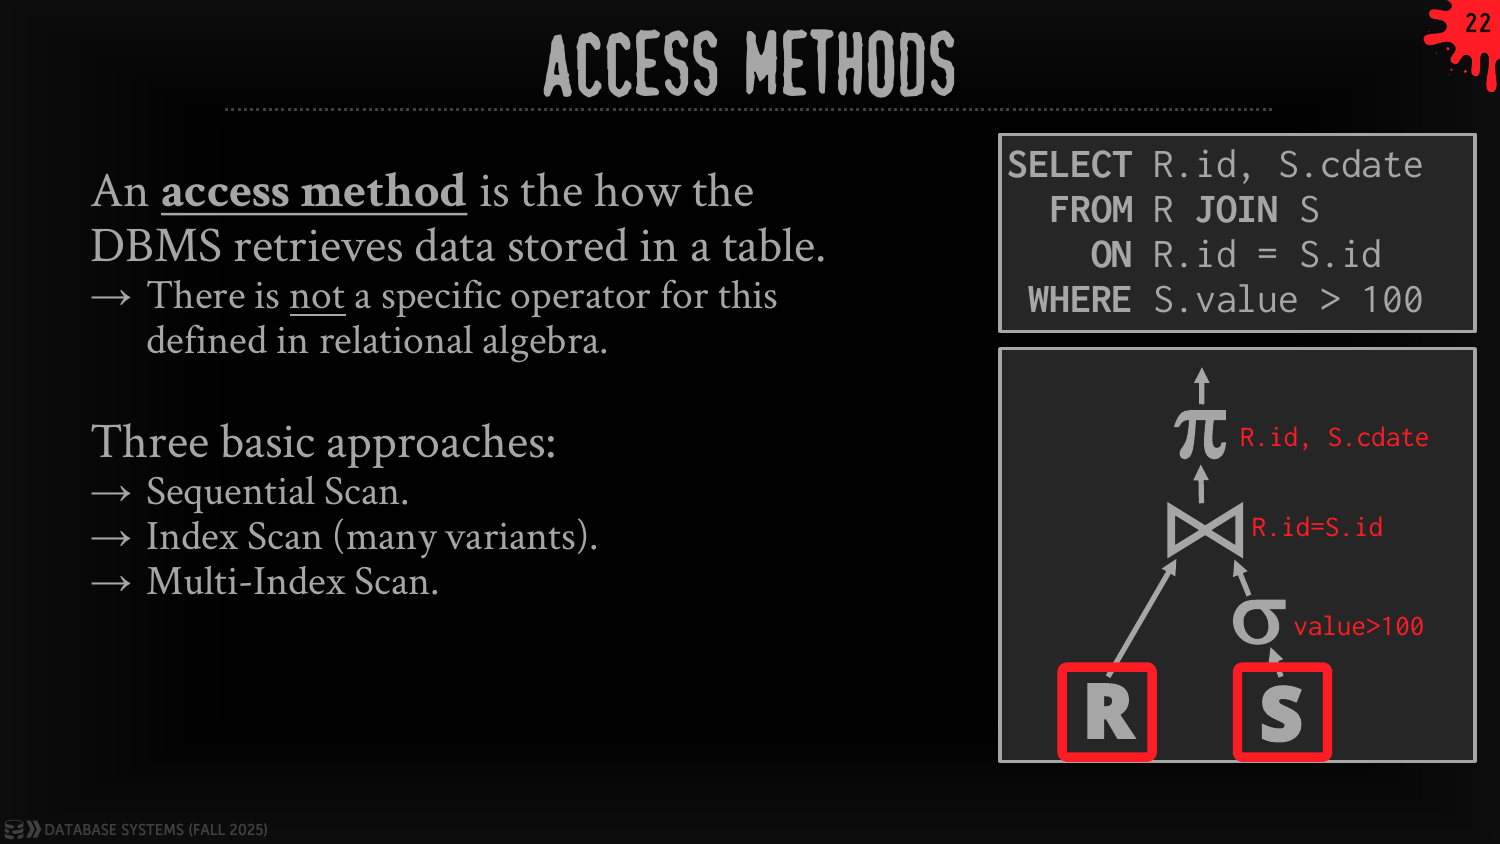 22
ACCESS METHODS
An access method is the how the
DBMS retrieves data stored in a table.
→ There is not a specific operator for this
defined in relational algebra.
Three basic approaches:
→ Sequential Scan.
→ Index Scan (many variants).
→ Multi-Index Scan.
SELECT R.id, S.cdate
FROM R JOIN S
ON R.id = S.id
WHERE S.value > 100
π R.id, S.cdate
⋈ R.id=S.id
σ value>100
R S
DATABASE SYSTEMS (FALL 2025)